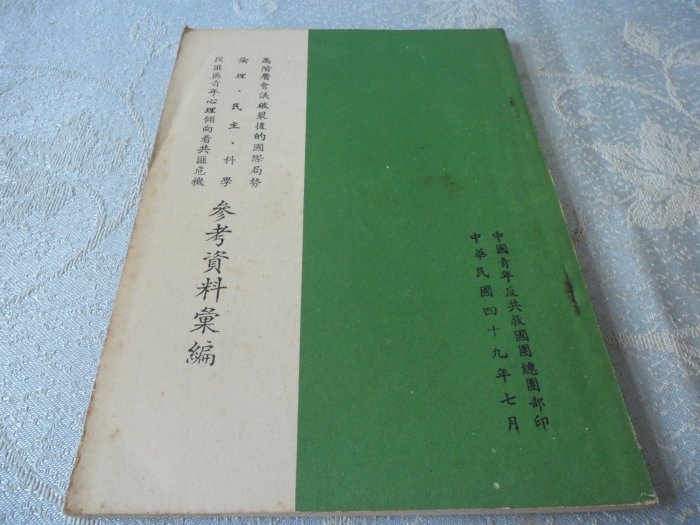 高階層會議破裂後的國際局勢
倫理、民主、科學
從匪區青年心理傾向看共匪危機
參考資料彙編
中國青年反共救國團總團部印
中華民國四十九年七月